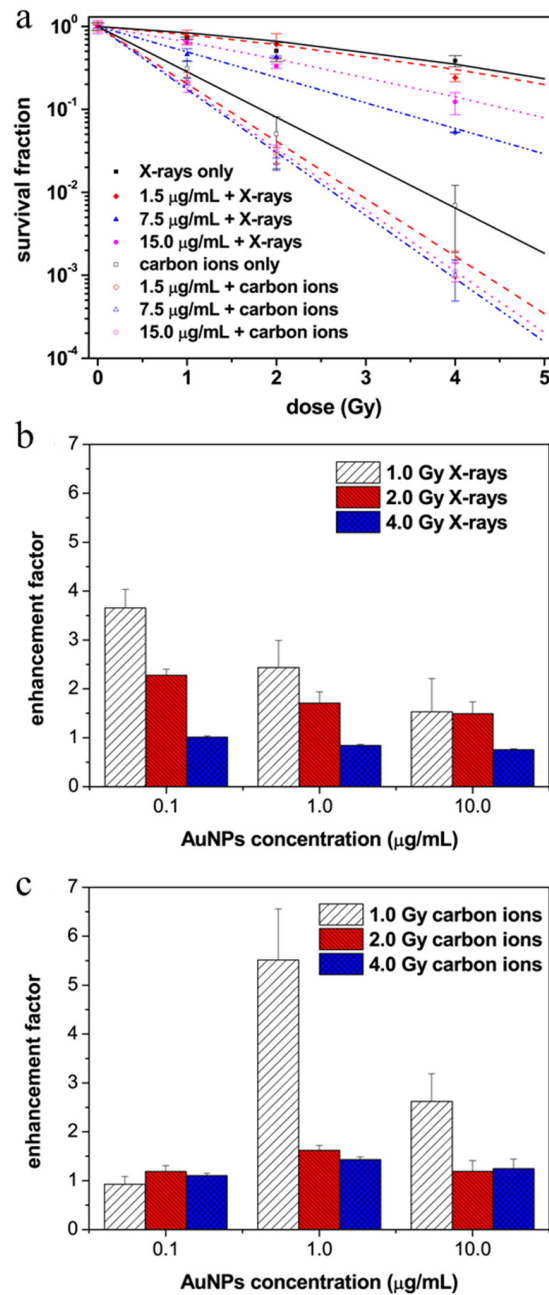 a
10^0
10^-1
10^-2
10^-3
10^-4
survival fraction
X-rays only
1.5 μg/mL + X-rays
7.5 μg/mL + X-rays
15.0 μg/mL + X-rays
carbon ions only
1.5 μg/mL + carbon ions
7.5 μg/mL + carbon ions
15.0 μg/mL + carbon ions
0 1 2 3 4 5
dose (Gy)
b
7
6
5
4
3
2
1
0
enhancement factor
1.0 Gy X-rays
2.0 Gy X-rays
4.0 Gy X-rays
0.1 1.0 10.0
AuNPs concentration (μg/mL)
c
7
6
5
4
3
2
1
0
enhancement factor
1.0 Gy carbon ions
2.0 Gy carbon ions
4.0 Gy carbon ions
0.1 1.0 10.0
AuNPs concentration (μg/mL)